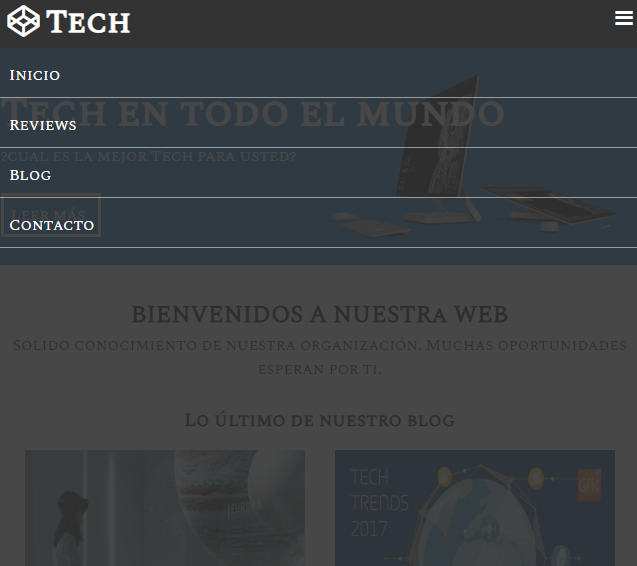 Tech
Inicio
Tech en todo el mundo
Reviews
?cual es la mejor Tech para usted?
Blog
Leer más
Contacto
BIENVENIDOS A NUESTRa WEB
sólido conocimiento de nuestra organización. Muchas oportunidades
esperan por ti.
Lo último de nuestro blog
TECH
TRENDS
2017